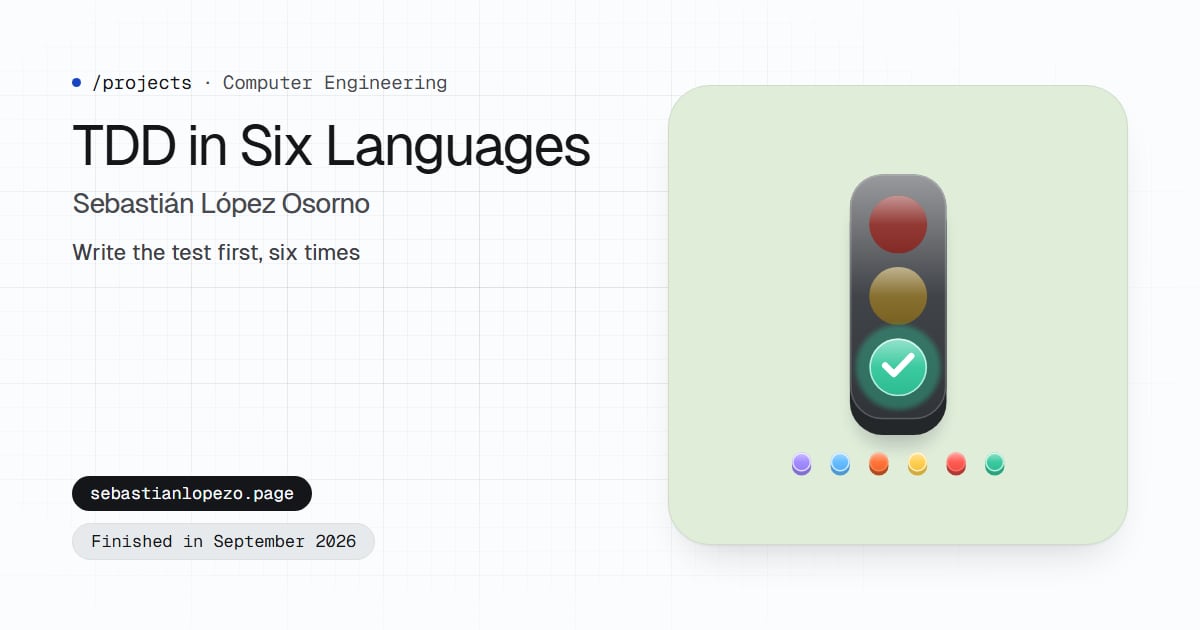 /projects · Computer Engineering
TDD in Six Languages
Sebastián López Osorno
Write the test first, six times
sebastianlopezo.page
Finished in September 2026